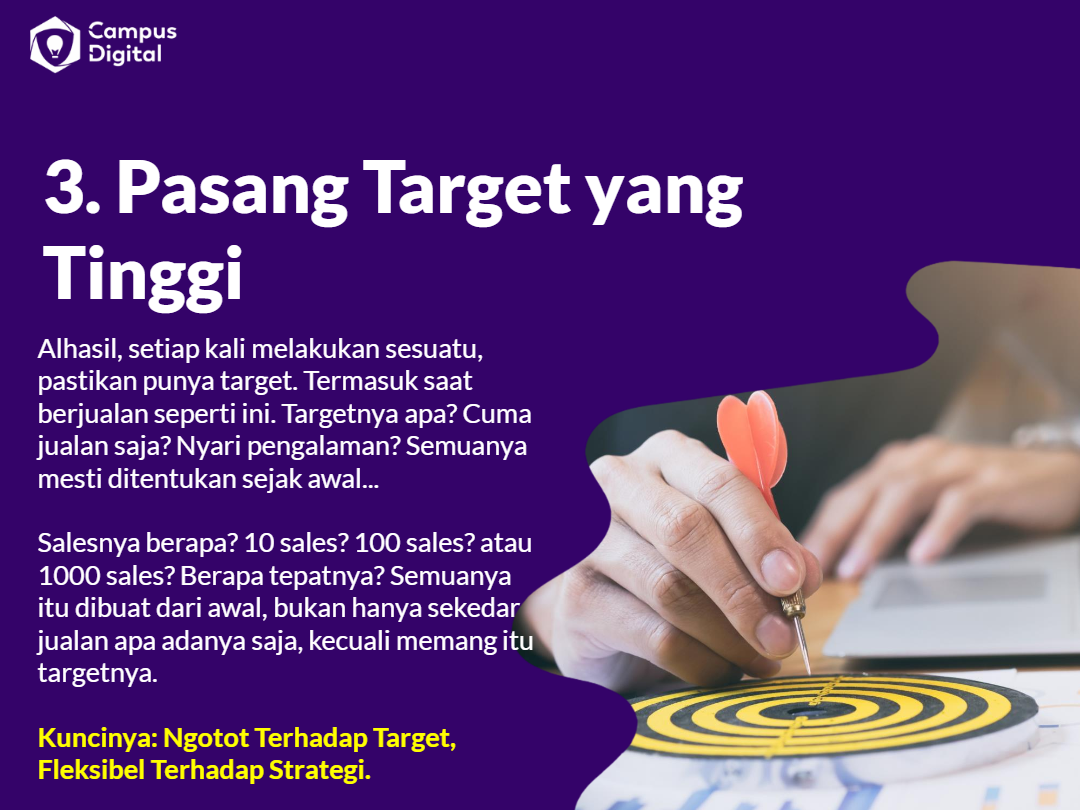 Campus
Digital
3. Pasang Target yang
Tinggi
Alhasil, setiap kali melakukan sesuatu,
pastikan punya target. Termasuk saat
berjualan seperti ini. Targetnya apa? Cuma
jualan saja? Nyari pengalaman? Semuanya
mesti ditentukan sejak awal...
Salesnya berapa? 10 sales? 100 sales? atau
1000 sales? Berapa tepatnya? Semuanya
itu dibuat dari awal, bukan hanya sekedar
jualan apa adanya saja, kecuali memang itu
targetnya.
Kuncinya: Ngotot Terhadap Target,
Fleksibel Terhadap Strategi.